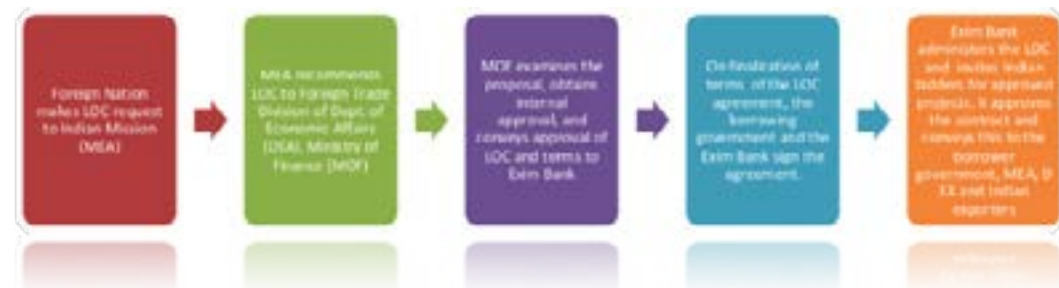 Foreign Nation
makes LOC request
to Indian Mission
(MEA)
MEA recommends
LOC to Foreign Trade
Division of Dept. of
Economic Affairs
(DEA), Ministry of
Finance (MOF)
MOF examines the
proposal, obtains
internal
approval, and
conveys approval of
LOC and terms to
Exim Bank
On finalization of
terms of the LOC
agreement, the
borrowing
government and the
Exim Bank sign the
agreement.
Exim Bank
administers the LOC
and invites Indian
bidders for approved
projects. It approves
the contract and
conveys this to the
borrower
government, MEA,
and Indian
exporters